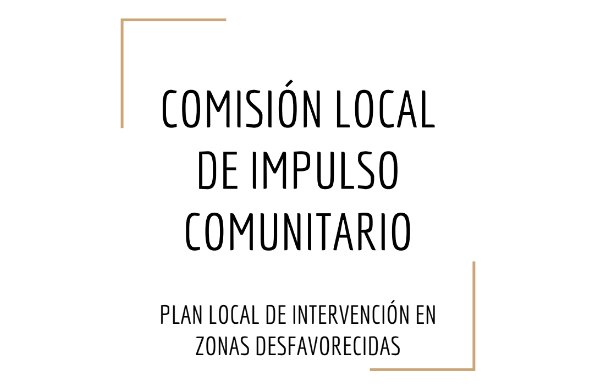 COMISIÓN LOCAL
DE IMPULSO
COMUNITARIO
PLAN LOCAL DE INTERVENCIÓN EN
ZONAS DESFAVORECIDAS